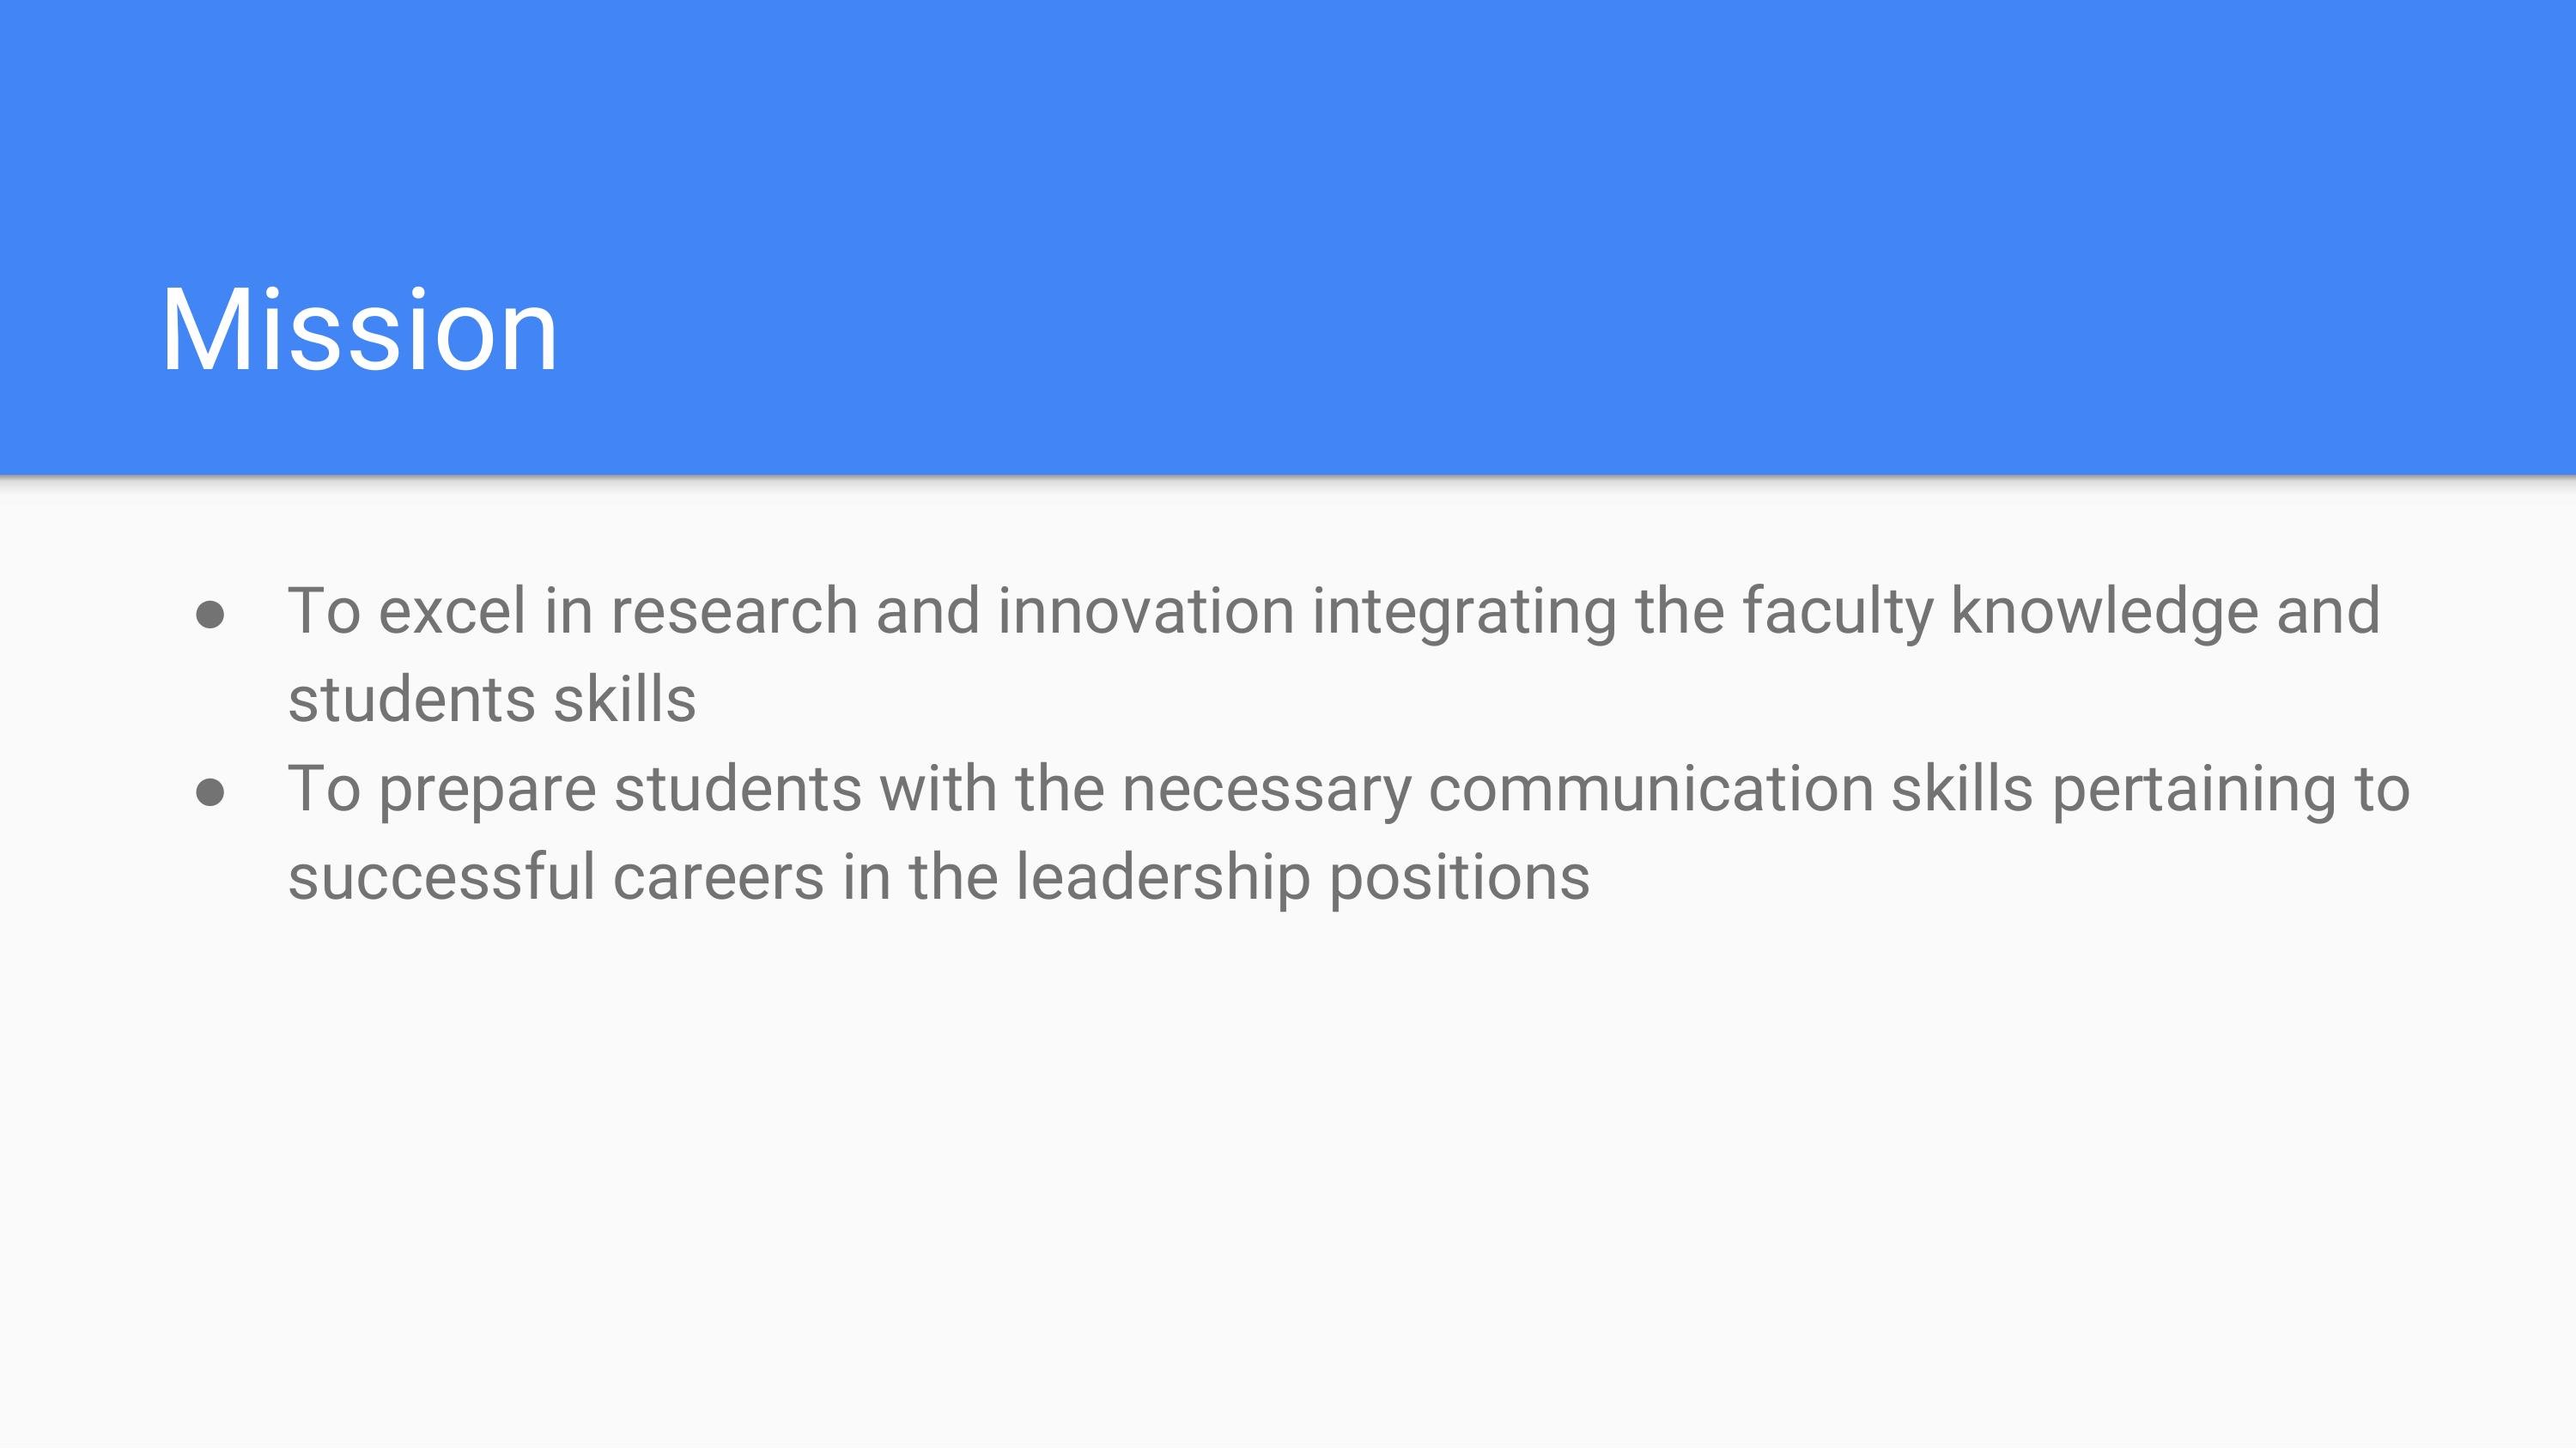 Mission
● To excel in research and innovation integrating the faculty knowledge and
students skills
● To prepare students with the necessary communication skills pertaining to
successful careers in the leadership positions